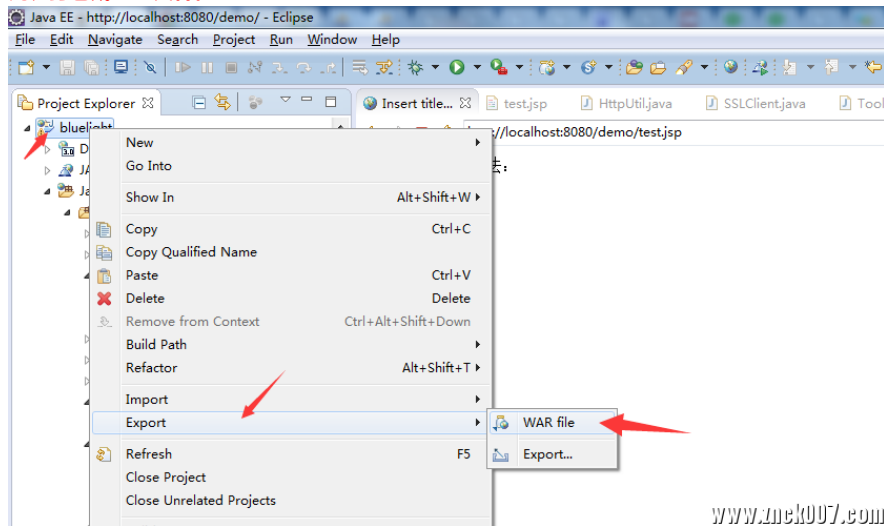 Java EE - http://localhost:8080/demo/ - Eclipse
File Edit Navigate Search Project Run Window Help
Project Explorer
Insert title... test.jsp HttpUtil.java SSLClient.java Tool
bluelight
//localhost:8080/demo/test.jsp
法：
New
Go Into
Show In Alt+Shift+W
Copy Ctrl+C
Copy Qualified Name
Paste Ctrl+V
Delete Delete
Remove from Context Ctrl+Alt+Shift+Down
Build Path
Refactor Alt+Shift+T
Import
Export
WAR file
Refresh F5
Export...
Close Project
Close Unrelated Projects
www.znck007.com